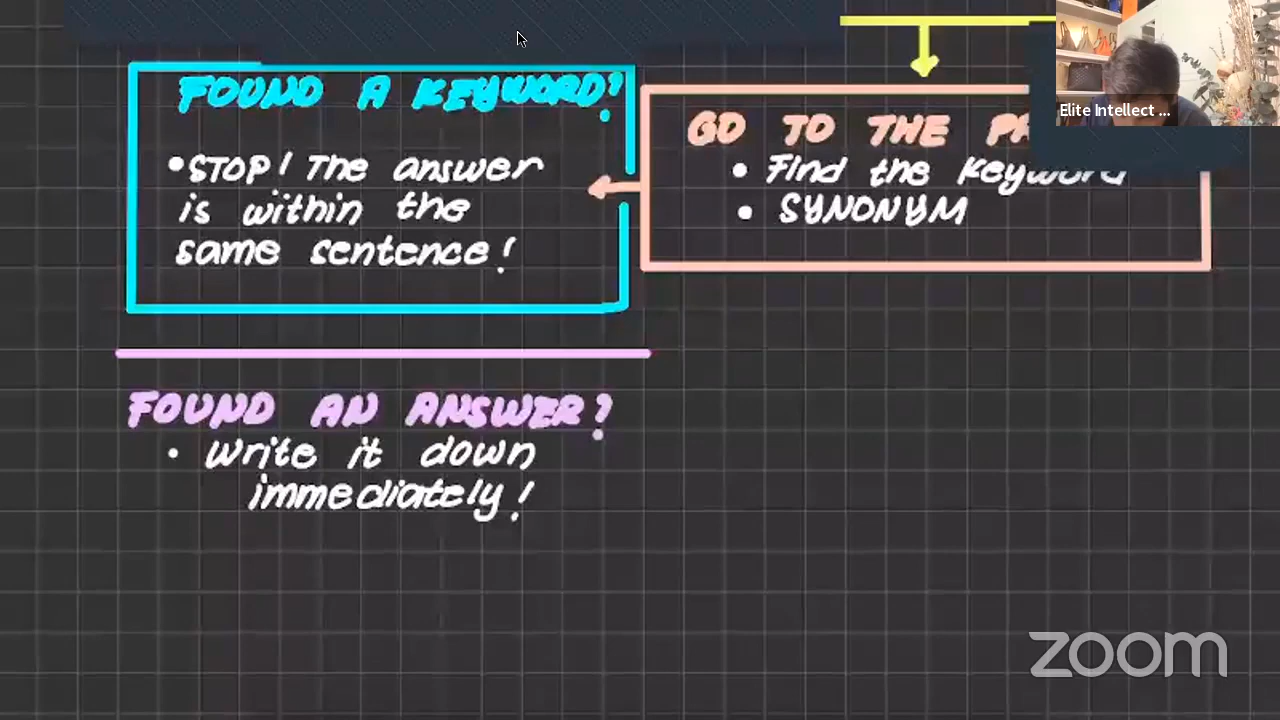 FOUND A KEYWORD?
•STOP! The answer
is within the
same sentence!
GO TO THE
• Find the keyword
• SYNONYM
FOUND AN ANSWER?
• Write it down
immediately!
Elite Intellect ...
zoom